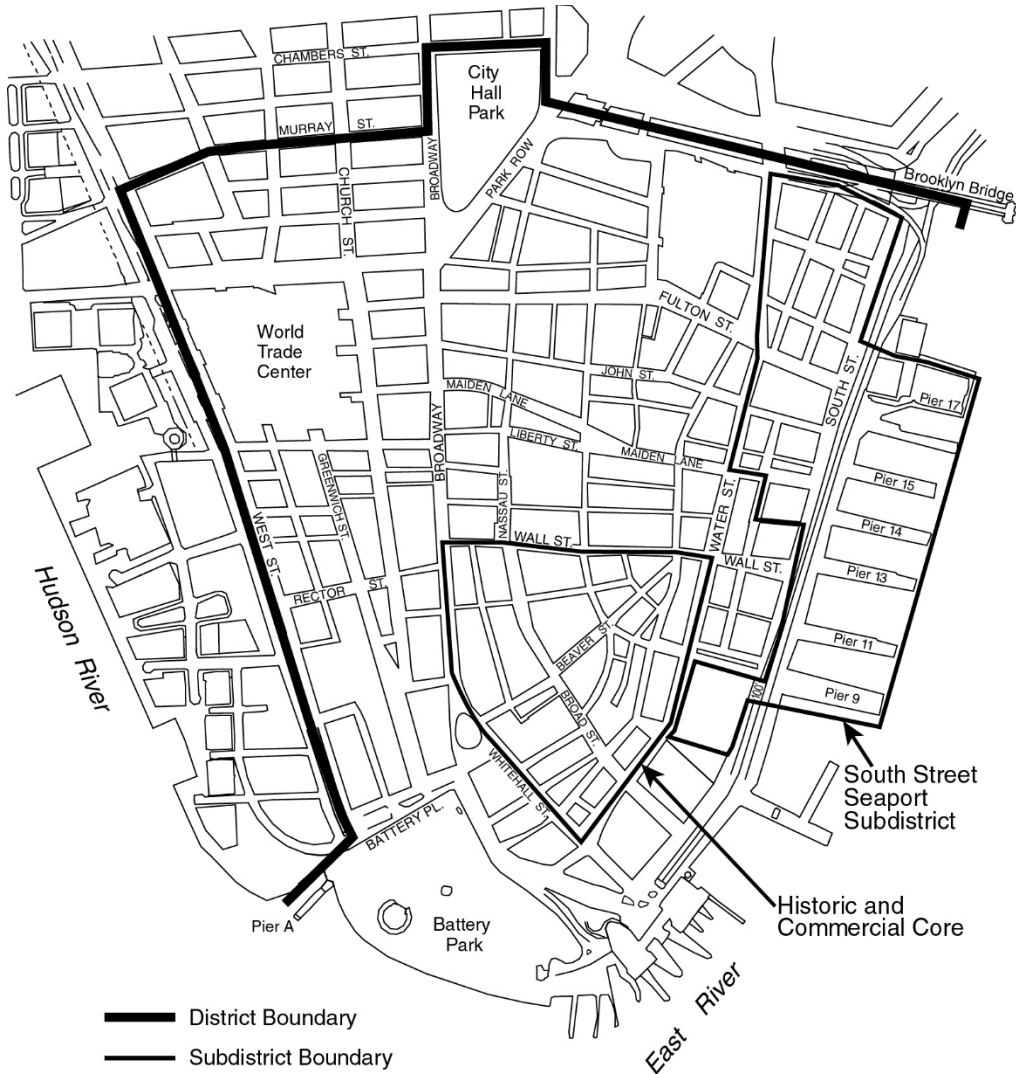 CHAMBERS ST.
City
Hall
Park
MURRAY ST.
BROADWAY
PARK ROW
CHURCH ST.
Brooklyn Bridge
FULTON ST.
World
Trade
Center
JOHN ST.
SOUTH ST.
Pier 17
MAIDEN LANE
BROADWAY
LIBERTY ST.
MAIDEN LANE
GREENWICH ST.
NASSAU ST.
Pier 15
WATER ST.
Pier 14
WEST ST.
WALL ST.
WALL ST.
Pier 13
Hudson River
RECTOR ST.
BEAVER ST.
Pier 11
BROAD ST.
100'
Pier 9
WHITEHALL ST.
South Street
Seaport
Subdistrict
BATTERY PL.
Historic and
Commercial Core
Pier A
Battery
Park
East River
District Boundary
Subdistrict Boundary